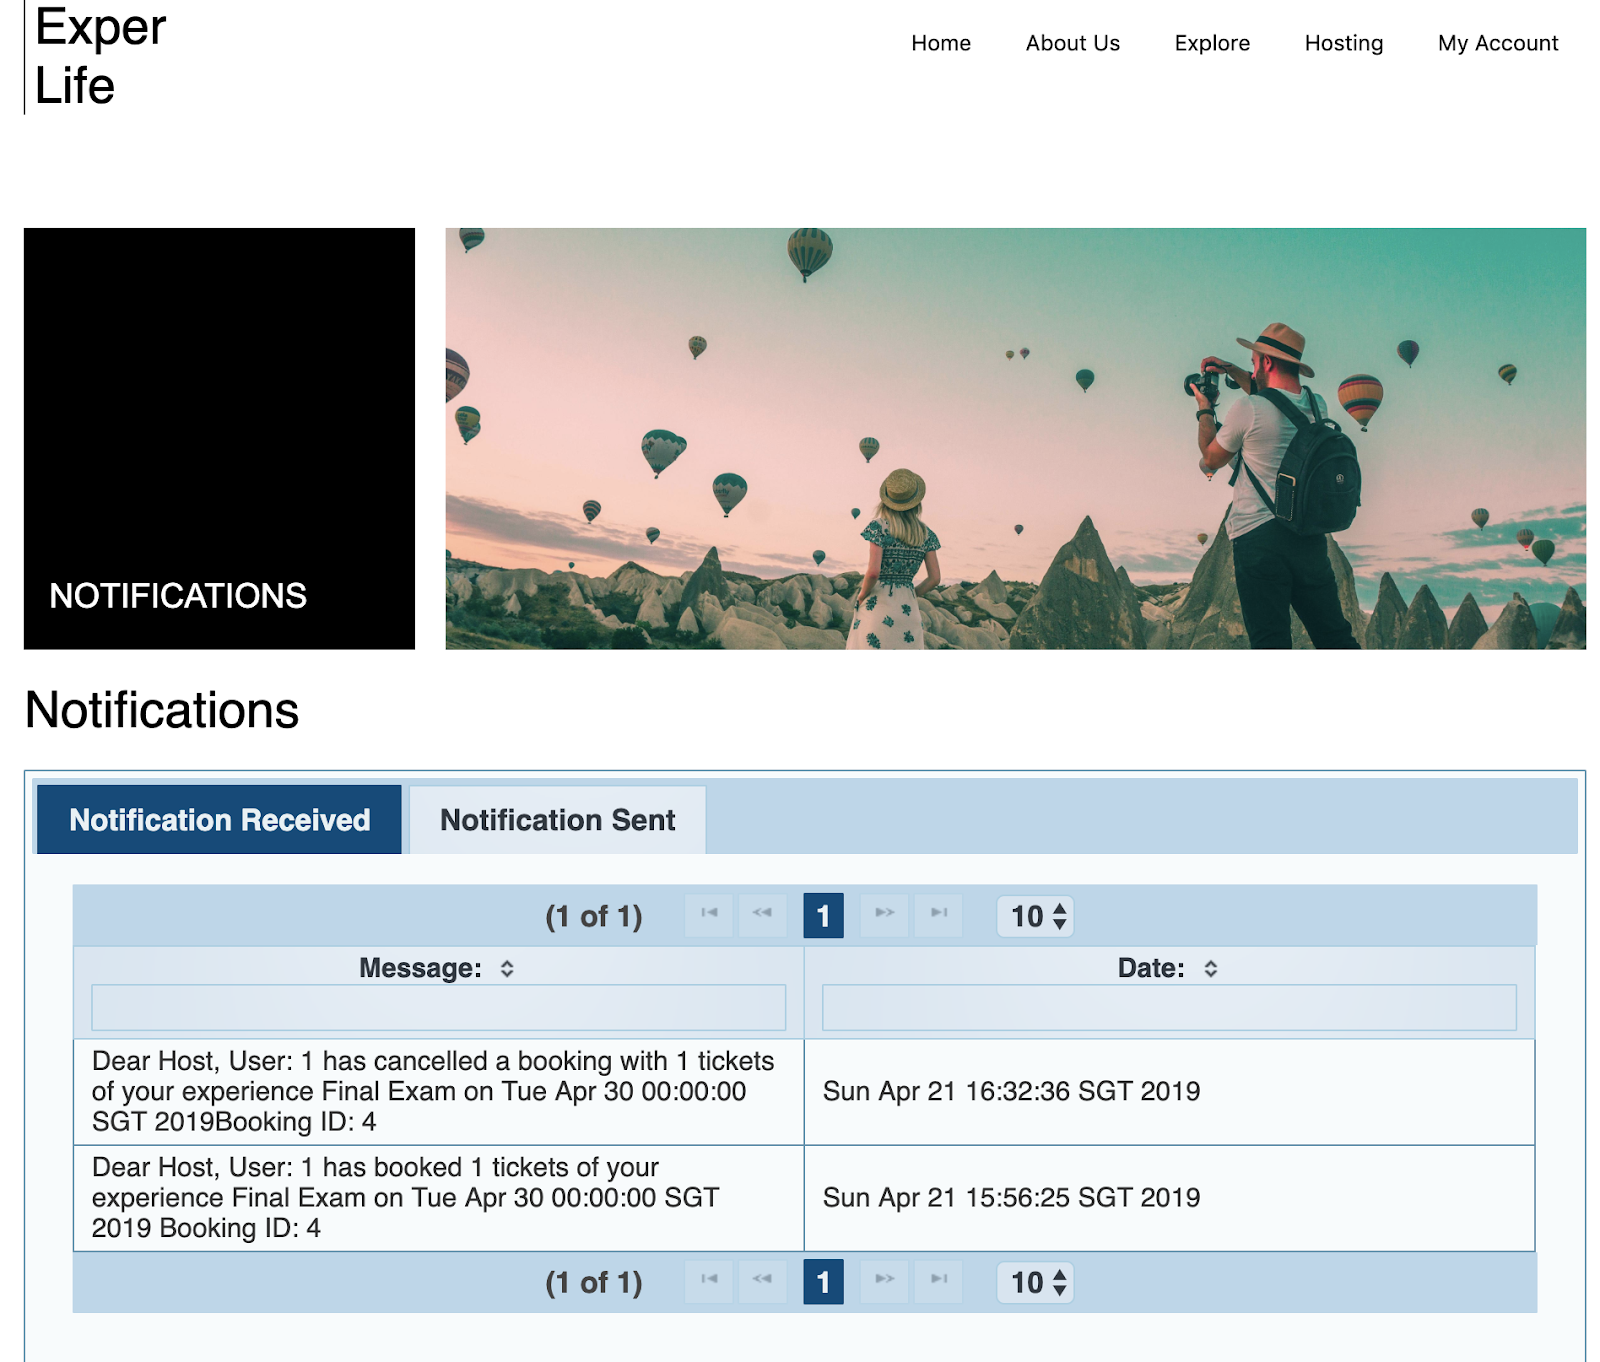 Exper
Life
Home About Us Explore Hosting My Account
NOTIFICATIONS
Notifications
Notification Received Notification Sent
(1 of 1) 1 10
Message: Date:
Dear Host, User: 1 has cancelled a booking with 1 tickets
of your experience Final Exam on Tue Apr 30 00:00:00
SGT 2019Booking ID: 4
Sun Apr 21 16:32:36 SGT 2019
Dear Host, User: 1 has booked 1 tickets of your
experience Final Exam on Tue Apr 30 00:00:00 SGT
2019 Booking ID: 4
Sun Apr 21 15:56:25 SGT 2019
(1 of 1) 1 10